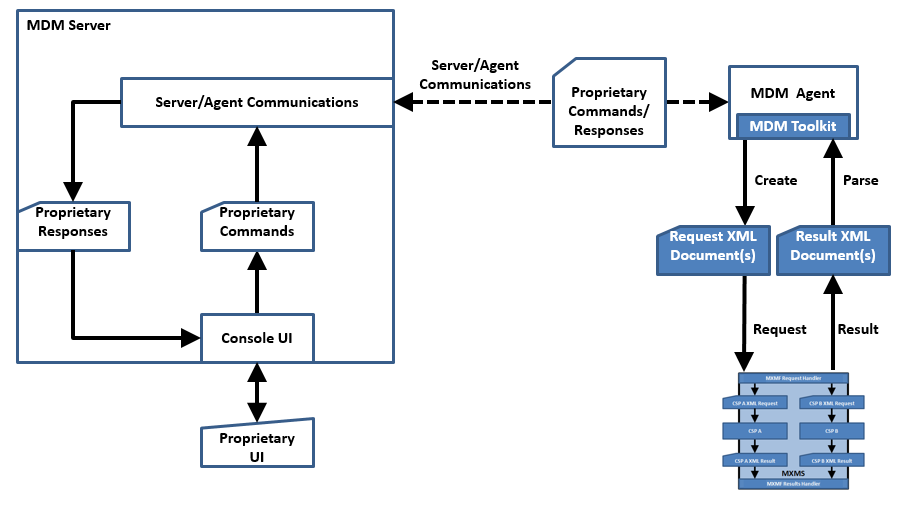 MDM Server
Server/Agent Communications
Proprietary
Responses
Proprietary
Commands
Console UI
Proprietary
UI
Server/Agent
Communications
Proprietary
Commands/
Responses
MDM Agent
MDM Toolkit
Create
Parse
Request XML
Document(s)
Result XML
Document(s)
Request
Result
MXMF Request Handler
CSP A XML Request
CSP B XML Request
CSP A
CSP B
CSP A XML Result
CSP B XML Result
MXMS
MXMF Results Handler